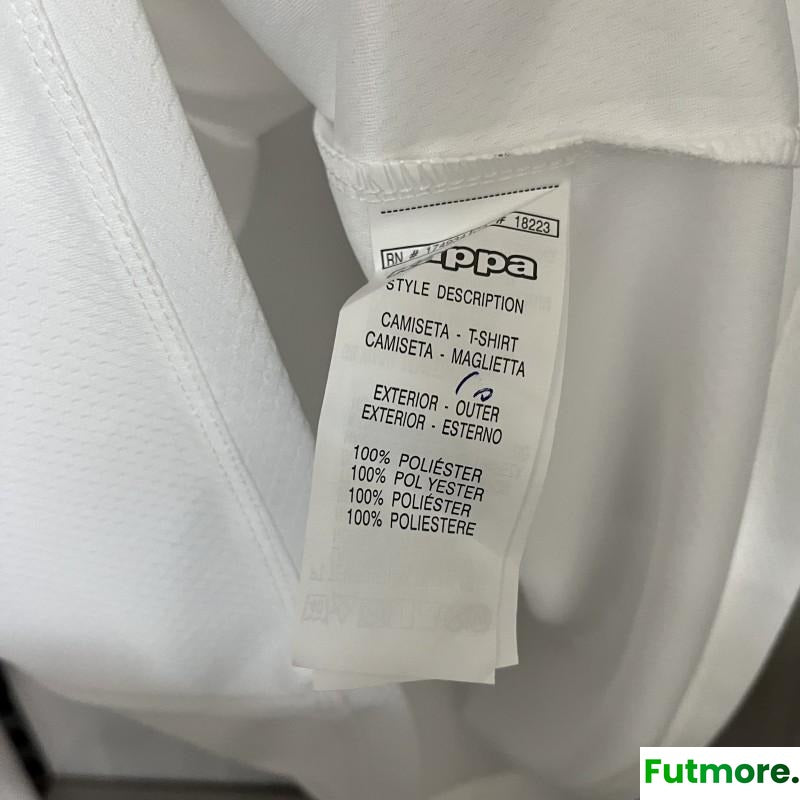 RN #
# 18223
STYLE DESCRIPTION
CAMISETA - T-SHIRT
CAMISETA - MAGLIETTA
EXTERIOR - OUTER
EXTERIOR - ESTERNO
100% POLIÉSTER
100% POLYESTER
100% POLIÉSTER
100% POLIESTERE
Futmore.